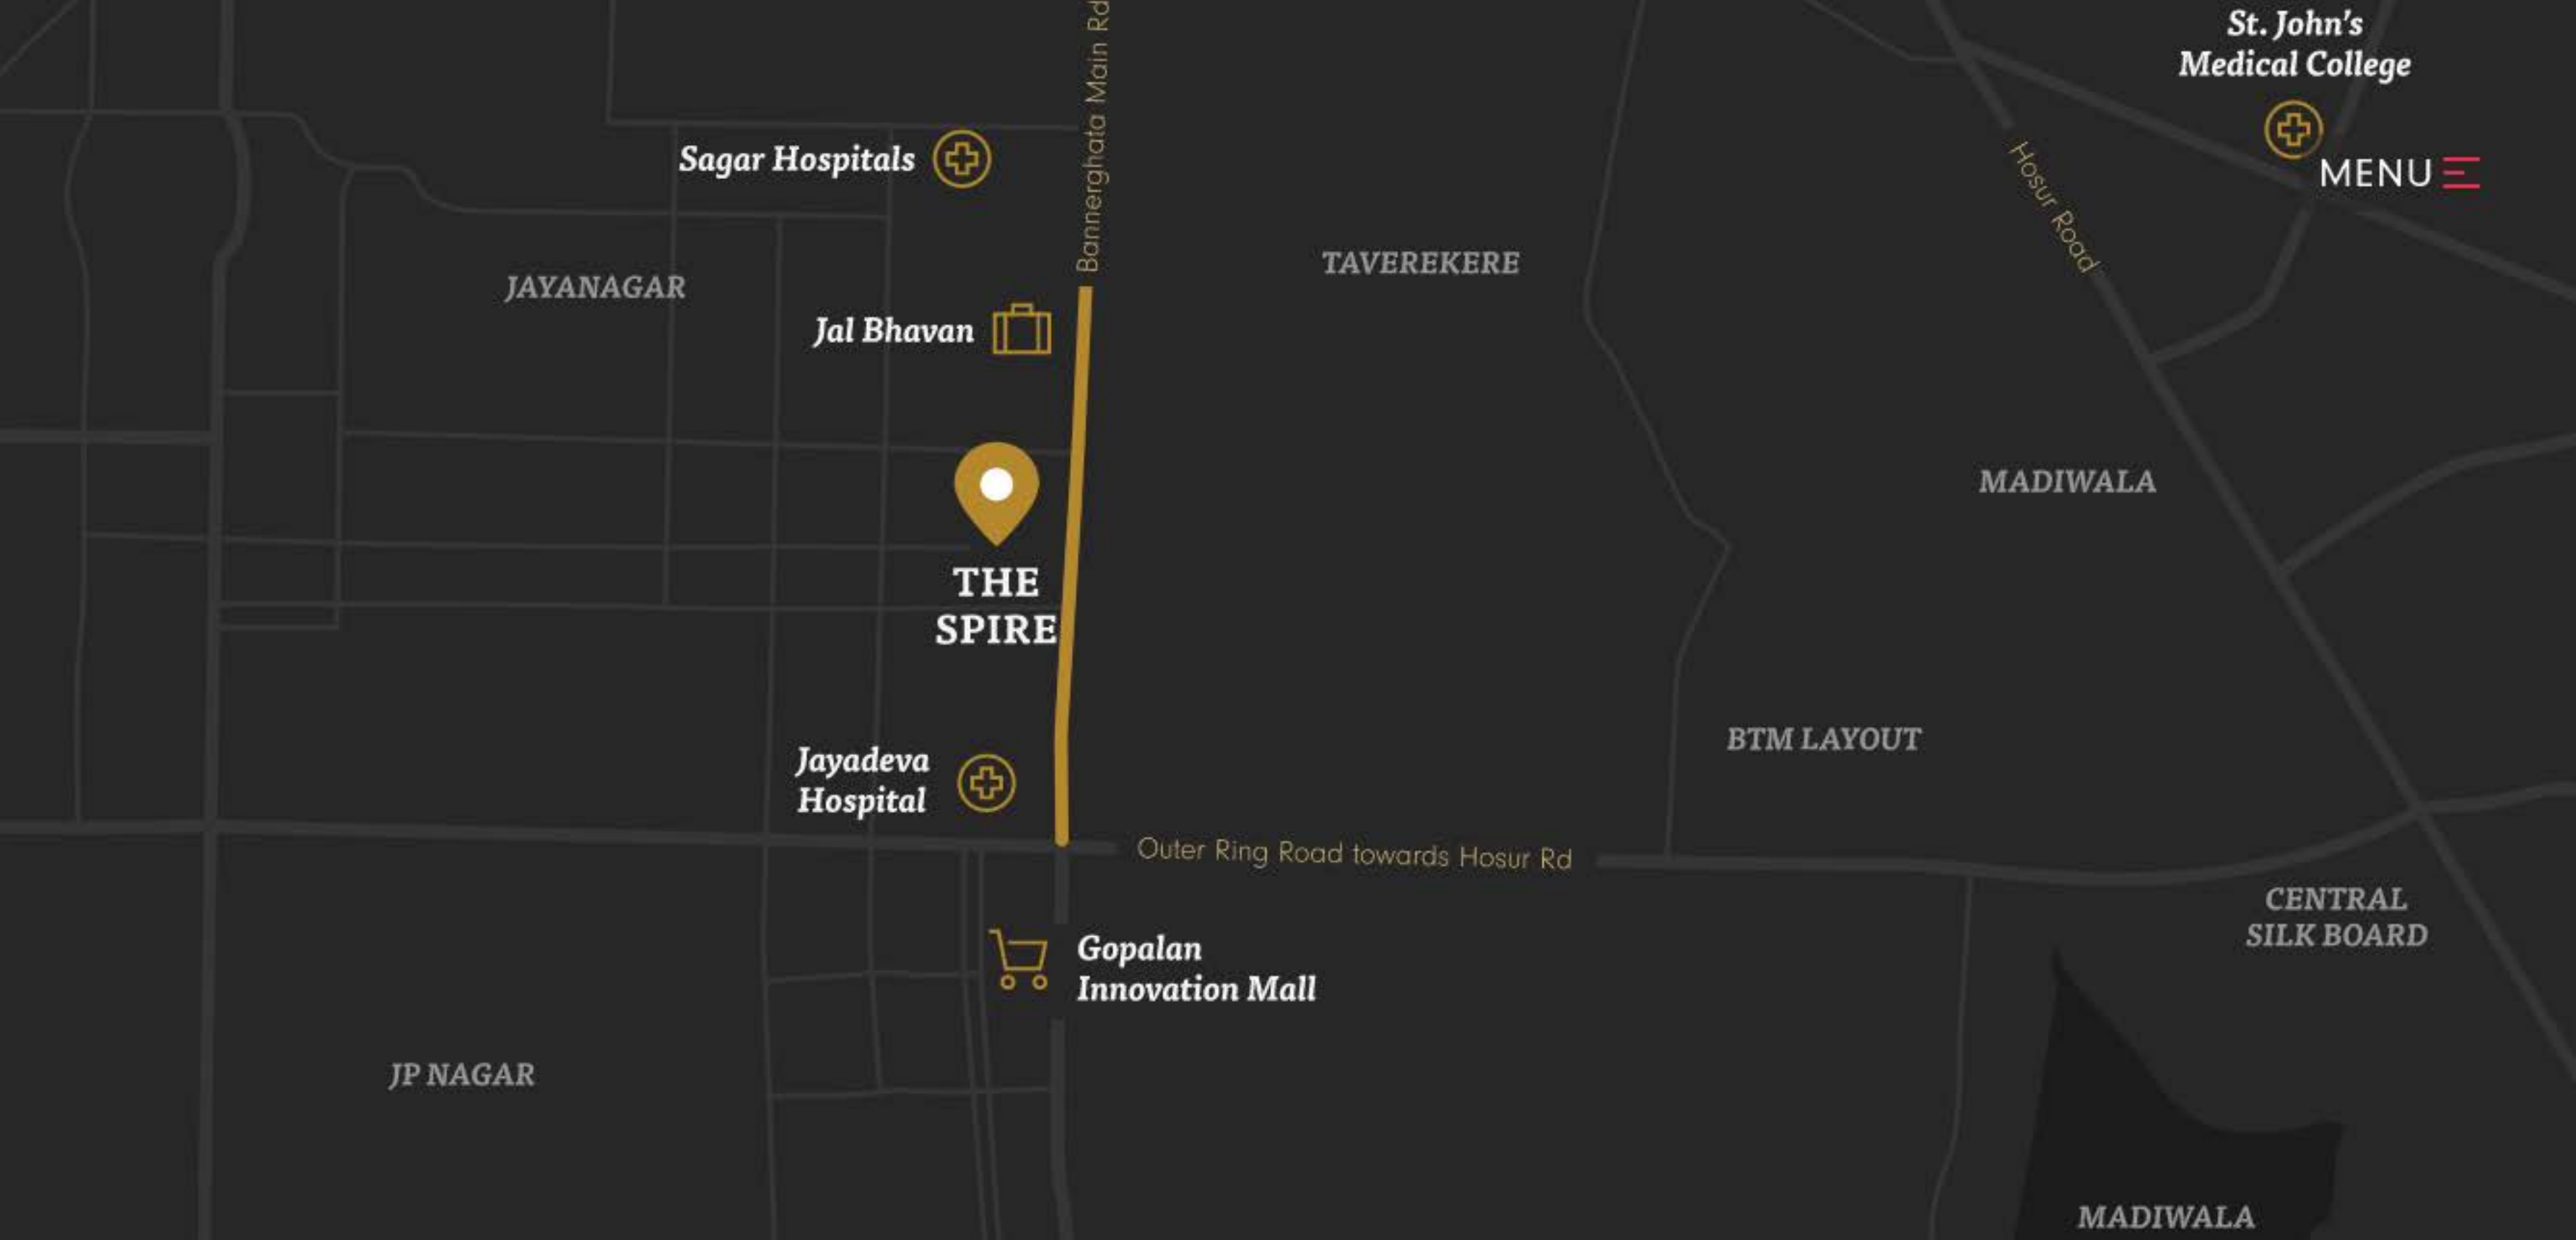 St. John's
Medical College
MENU
Bannerghata Main Rd
Sagar Hospitals
Hosur Road
TAVEREKERE
JAYANAGAR
Jal Bhavan
MADIWALA
THE
SPIRE
BTM LAYOUT
Jayadeva
Hospital
Outer Ring Road towards Hosur Rd
CENTRAL
SILK BOARD
Gopalan
Innovation Mall
JP NAGAR
MADIWALA